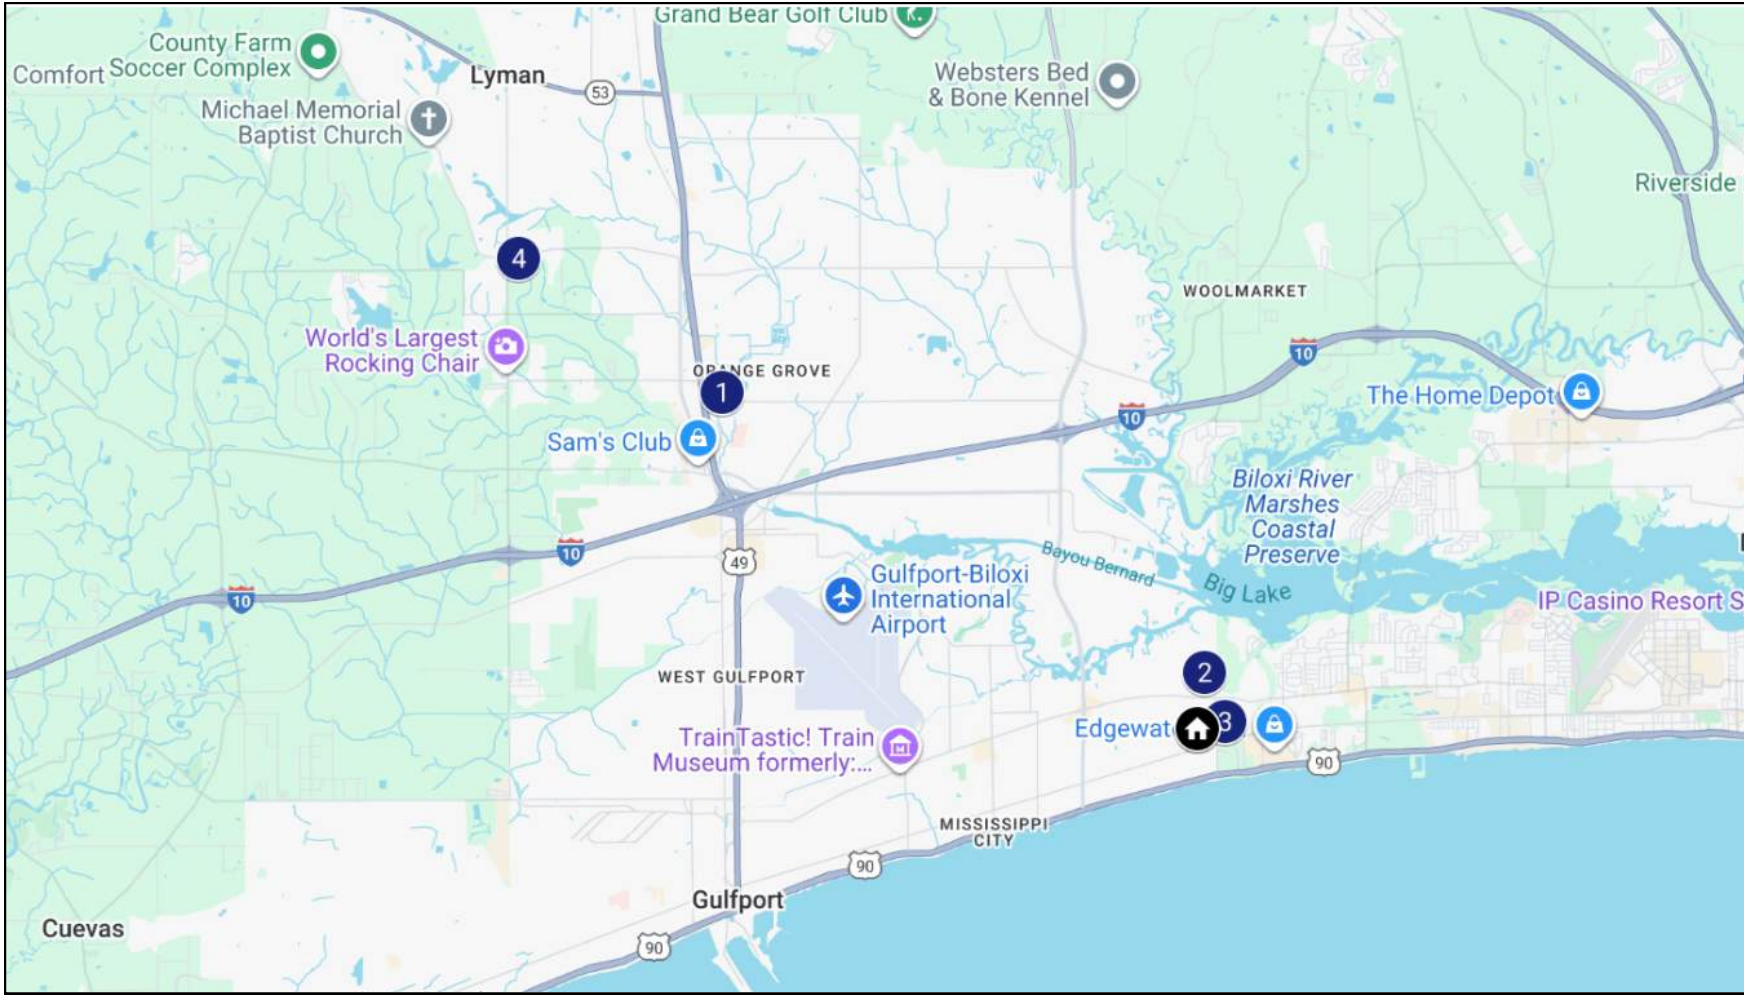 Grand Bear Golf Club
County Farm
Soccer Complex
Comfort
Lyman
53
Websters Bed
& Bone Kennel
Michael Memorial
Baptist Church
Riverside
4
WOOLMARKET
World's Largest
Rocking Chair
10
ORANGE GROVE
1
The Home Depot
10
Sam's Club
Biloxi River
Marshes
Coastal
Preserve
10
49
Bayou Bernard
Big Lake
Gulfport-Biloxi
International
Airport
10
IP Casino Resort S
WEST GULFPORT
2
TrainTastic! Train
Museum formerly:...
Edgewat
3
90
MISSISSIPPI
CITY
90
Gulfport
Cuevas
90